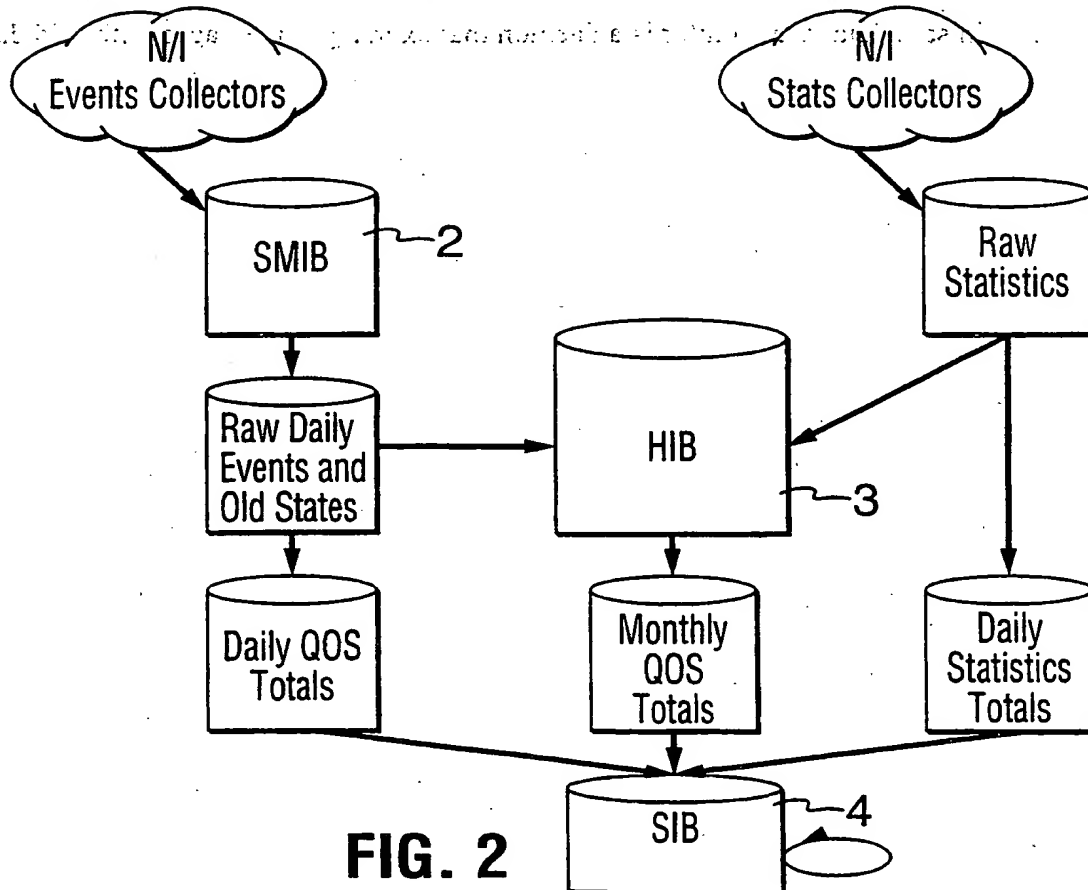 N/I
Events Collectors
N/I
Stats Collectors
SMIB
2
Raw
Statistics
Raw Daily
Events and
Old States
HIB
3
Daily QOS
Totals
Monthly
QOS
Totals
Daily
Statistics
Totals
SIB
4
FIG. 2